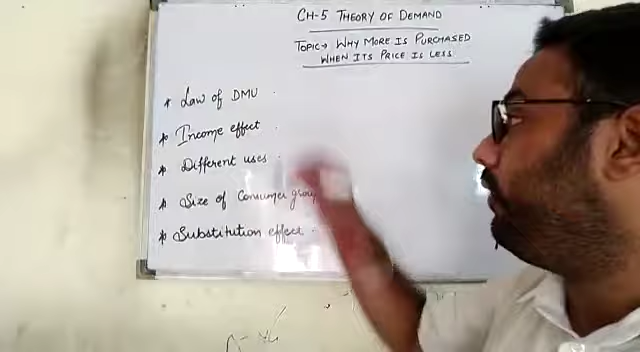 CH-5 THEORY OF DEMAND
TOPIC → WHY MORE IS PURCHASED
WHEN ITS PRICE IS LESS
* Law of DMU
* Income effect
* Different uses
* Size of Consumer group
* Substitution effect